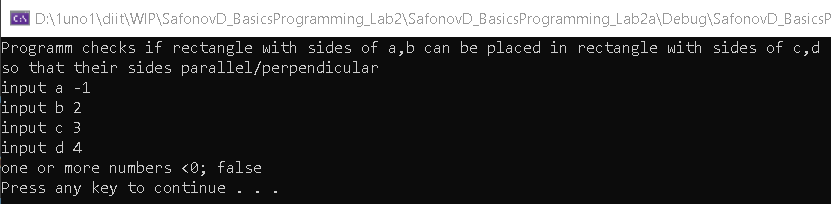 D:\1uno1\diit\WIP\SafonovD_BasicsProgramming_Lab2\SafonovD_BasicsProgramming_Lab2a\Debug\SafonovD_BasicsP
Programm checks if rectangle with sides of a,b can be placed in rectangle with sides of c,d
so that their sides parallel/perpendicular
input a -1
input b 2
input c 3
input d 4
one or more numbers <0; false
Press any key to continue . . .